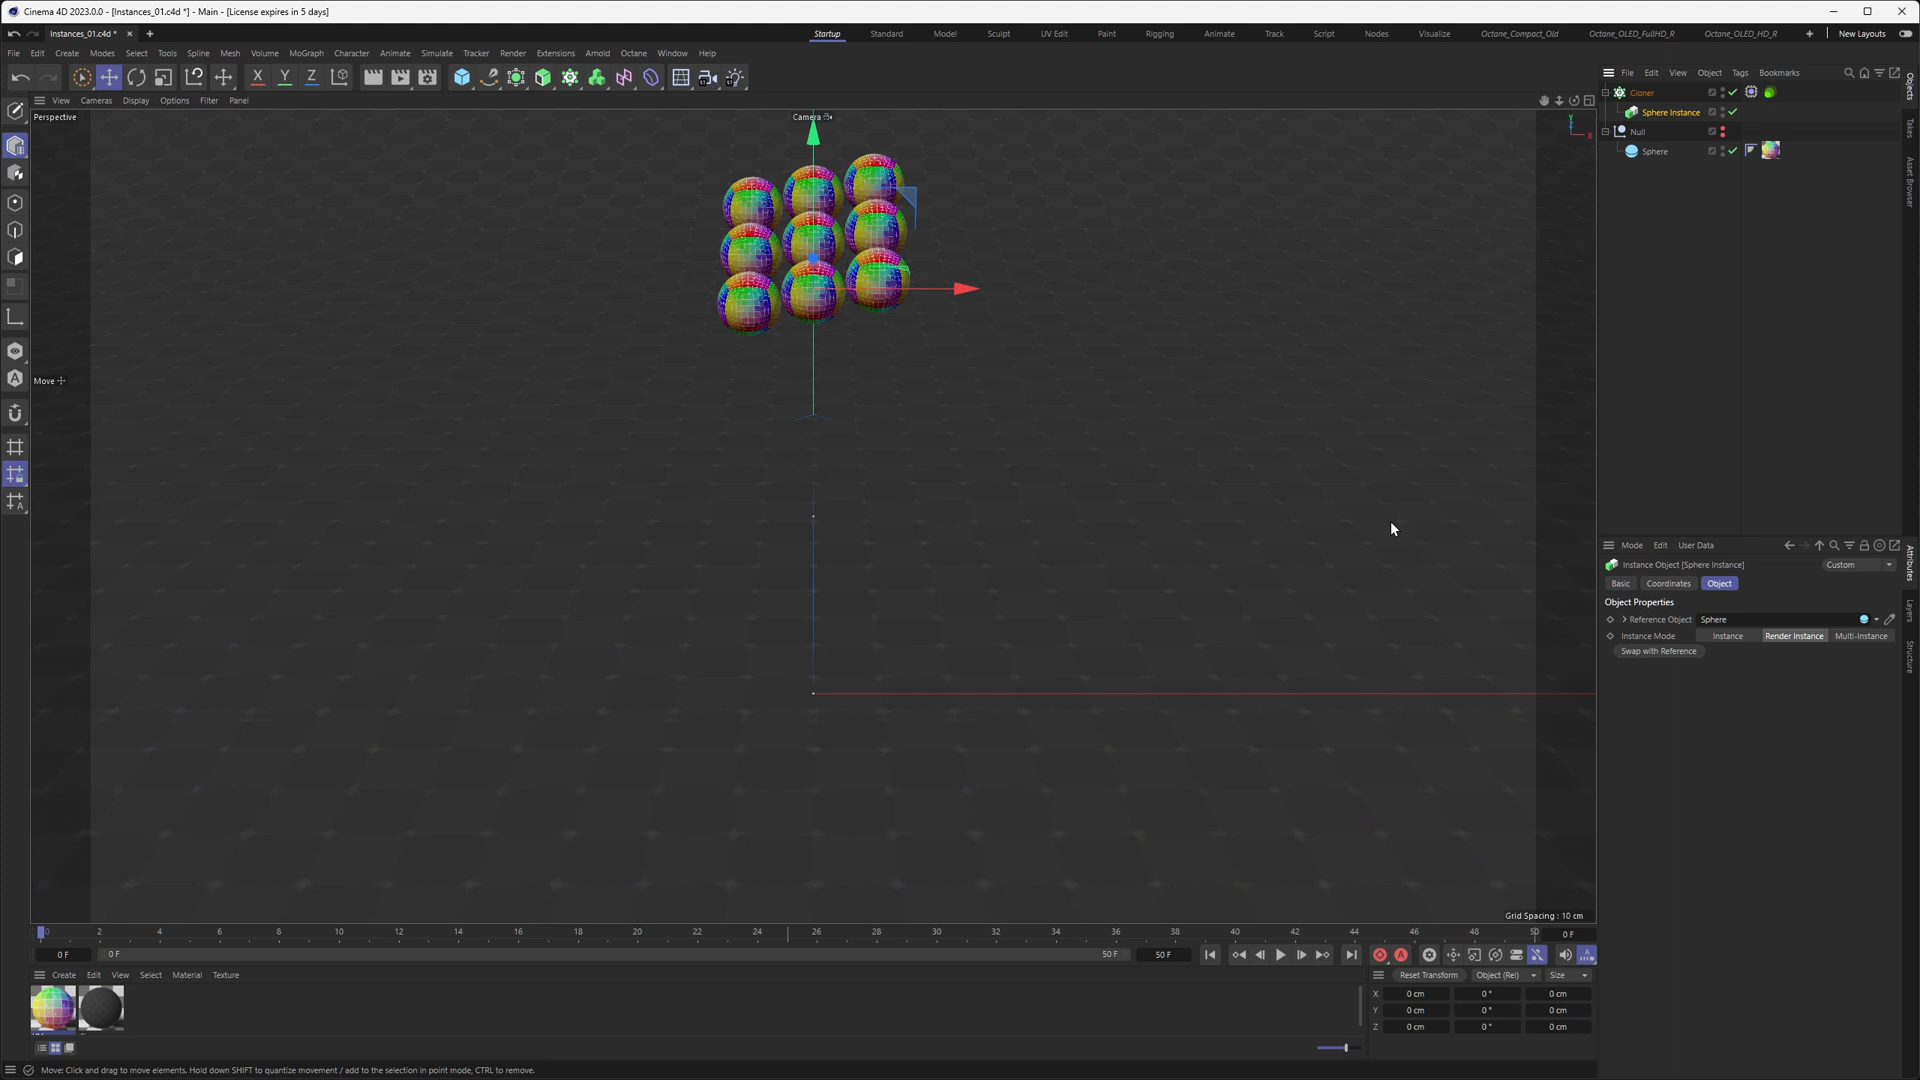 Cinema 4D 2023.0.0 - [Instances_01.c4d *] - Main - [License expires in 5 days]
Instances_01.c4d *
Startup Standard Model Sculpt UV Edit Paint Rigging Animate Track Script Nodes Visualize Octane_Compact_Old Octane_OLED_FullHD_R Octane_OLED_HD_R New Layouts
File Edit Create Modes Select Tools Spline Mesh Volume MoGraph Character Animate Simulate Tracker Render Extensions Arnold Octane Window Help
X Y Z
File Edit View Object Tags Bookmarks
View Cameras Display Options Filter Panel
Perspective
Camera
Y
X
Cloner
Sphere Instance
Null
Sphere
Objects
Takes
Asset Browser
Move
Mode Edit User Data
Instance Object [Sphere Instance] Custom
Basic Coordinates Object
Object Properties
Reference Object Sphere
Instance Mode Instance Render Instance Multi-Instance
Swap with Reference
Attributes
Layers
Structure
Grid Spacing : 10 cm
0 2 4 6 8 10 12 14 16 18 20 22 24 26 28 30 32 34 36 38 40 42 44 46 48 50 0 F
0 F 0 F 50 F 50 F
Create Edit View Select Material Texture
Reset Transform Object (Rel) Size
X 0 cm 0 ° 0 cm
Y 0 cm 0 ° 0 cm
Z 0 cm 0 ° 0 cm
Move: Click and drag to move elements. Hold down SHIFT to quantize movement / add to the selection in point mode, CTRL to remove.